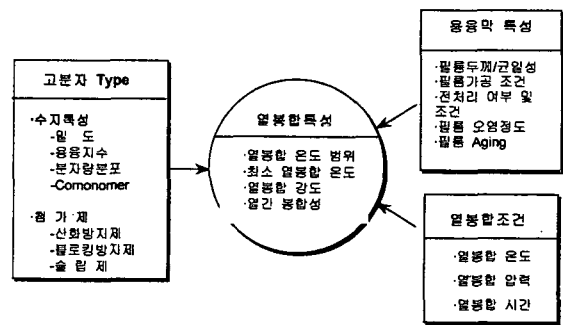 고분자 Type
·수지특성
-밀 도
-용융지수
-분자량분포
-Comonomer
·첨 가 제
-산화방지제
-블로킹방지제
-슬 립 제
열봉합특성
·열봉합 온도 범위
·최소 열봉합 온도
·열봉합 강도
·열간 봉합성
용융막 특성
·필름두께/균일성
·필름가공 조건
·전처리 여부 및
조건
·필름 오염정도
·필름 Aging
열봉합조건
·열봉합 온도
·열봉합 압력
·열봉합 시간